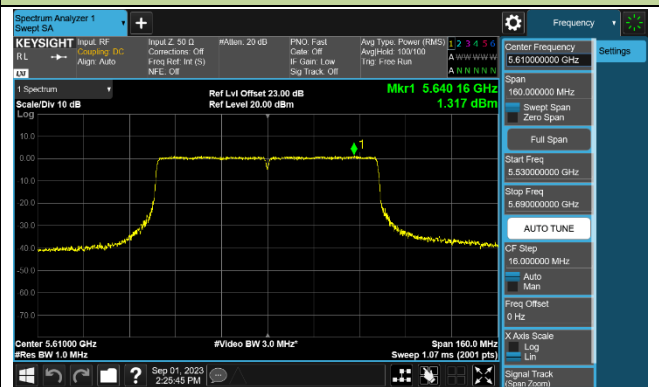 Spectrum Analyzer 1
Swept SA
Frequency
KEYSIGHT
RL
LXI
Input: RF
Coupling: DC
Align: Auto
Input Z: 50 Ω
Corrections: Off
Freq Ref: Int (S)
NFE: Off
#Atten: 20 dB
PNO: Fast
Gate: Off
IF Gain: Low
Sig Track: Off
Avg Type: Power (RMS)
Avg|Hold: 100/100
Trig: Free Run
1 2 3 4 5 6
A W W W W W
A N N N N N
1 Spectrum
Scale/Div 10 dB
Log
Ref Lvl Offset 23.00 dB
Ref Level 20.00 dBm
Mkr1 5.640 16 GHz
1.317 dBm
1
10.0
0.00
-10.0
-20.0
-30.0
-40.0
-50.0
-60.0
-70.0
Center 5.61000 GHz
#Res BW 1.0 MHz
#Video BW 3.0 MHz*
Span 160.0 MHz
Sweep 1.07 ms (2001 pts)
Sep 01, 2023
2:25:45 PM
Center Frequency
5.610000000 GHz
Span
160.000000 MHz
Swept Span
Zero Span
Full Span
Start Freq
5.530000000 GHz
Stop Freq
5.690000000 GHz
AUTO TUNE
CF Step
16.000000 MHz
Auto
Man
Freq Offset
0 Hz
X Axis Scale
Log
Lin
Signal Track
(Span Zoom)
Settings